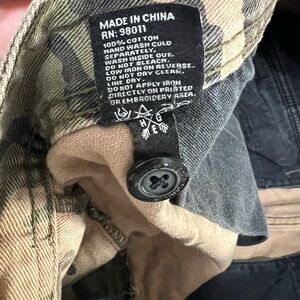 MADE IN CHINA
RN: 98011
100% COTTON
HAND WASH COLD
SEPARATELY.
WASH INSIDE OUT.
DO NOT BLEACH.
LOW IRON ON REVERSE.
DO NOT DRY CLEAN.
LINE DRY.
DO NOT APPLY IRON
DIRECTLY ON PRINTED
OR EMBROIDERY AREA.